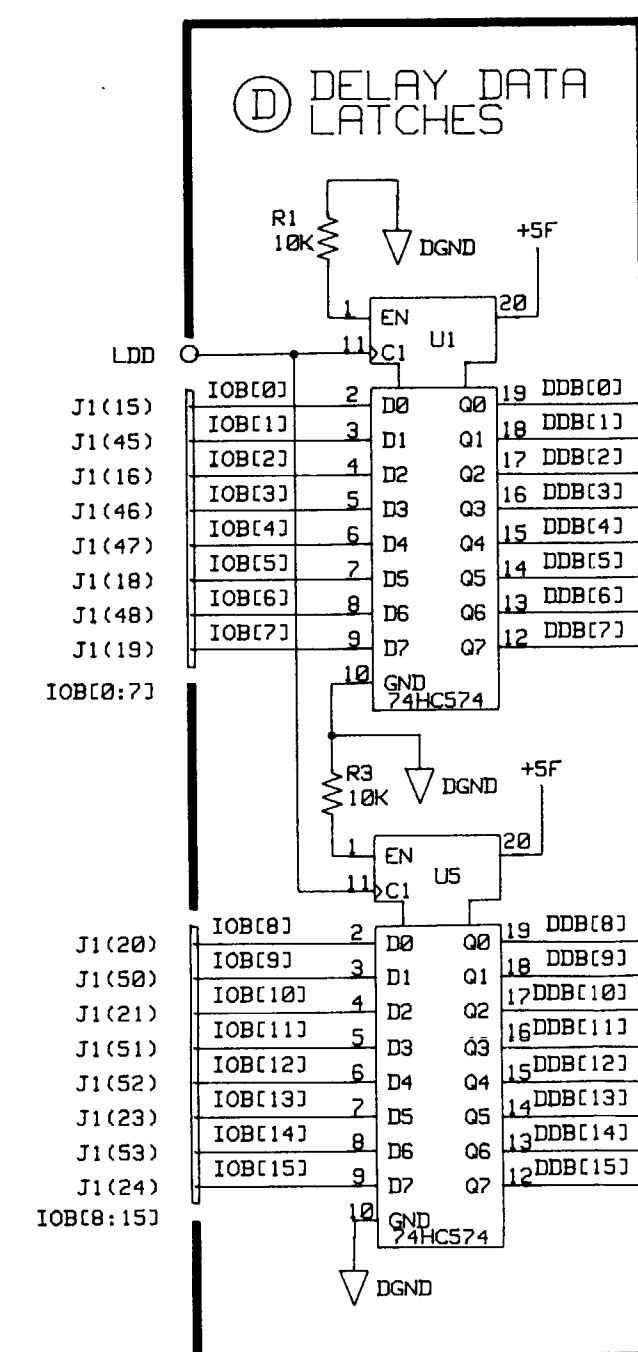 D
DELAY DATA
LATCHES
R1
10K
DGND
+5F
1 EN 20
LDD 11 C1 U1
J1(15) IOB[0] 2 D0 Q0 19 DDB[0]
J1(45) IOB[1] 3 D1 Q1 18 DDB[1]
J1(16) IOB[2] 4 D2 Q2 17 DDB[2]
J1(46) IOB[3] 5 D3 Q3 16 DDB[3]
J1(47) IOB[4] 6 D4 Q4 15 DDB[4]
J1(18) IOB[5] 7 D5 Q5 14 DDB[5]
J1(48) IOB[6] 8 D6 Q6 13 DDB[6]
J1(19) IOB[7] 9 D7 Q7 12 DDB[7]
IOB[0:7] 10 GND
74HC574
R3
10K
DGND
+5F
1 EN 20
11 C1 U5
J1(20) IOB[8] 2 D0 Q0 19 DDB[8]
J1(50) IOB[9] 3 D1 Q1 18 DDB[9]
J1(21) IOB[10] 4 D2 Q2 17 DDB[10]
J1(51) IOB[11] 5 D3 Q3 16 DDB[11]
J1(52) IOB[12] 6 D4 Q4 15 DDB[12]
J1(23) IOB[13] 7 D5 Q5 14 DDB[13]
J1(53) IOB[14] 8 D6 Q6 13 DDB[14]
J1(24) IOB[15] 9 D7 Q7 12 DDB[15]
IOB[8:15] 10 GND
74HC574
DGND